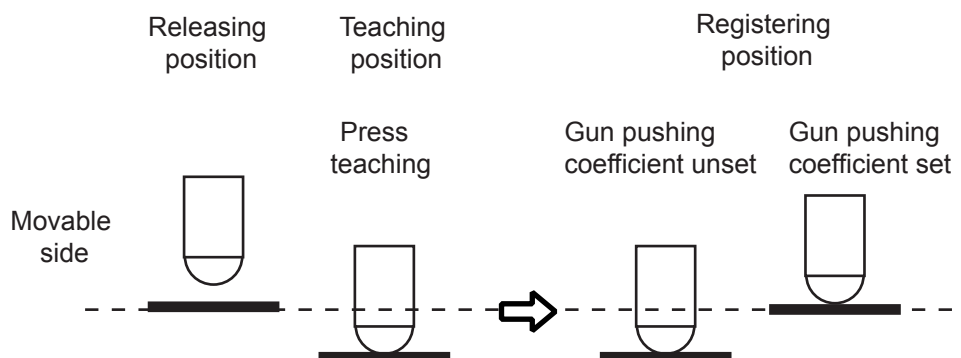 Releasing
position
Teaching
position
Registering
position
Press
teaching
Gun pushing
coefficient unset
Gun pushing
coefficient set
Movable
side